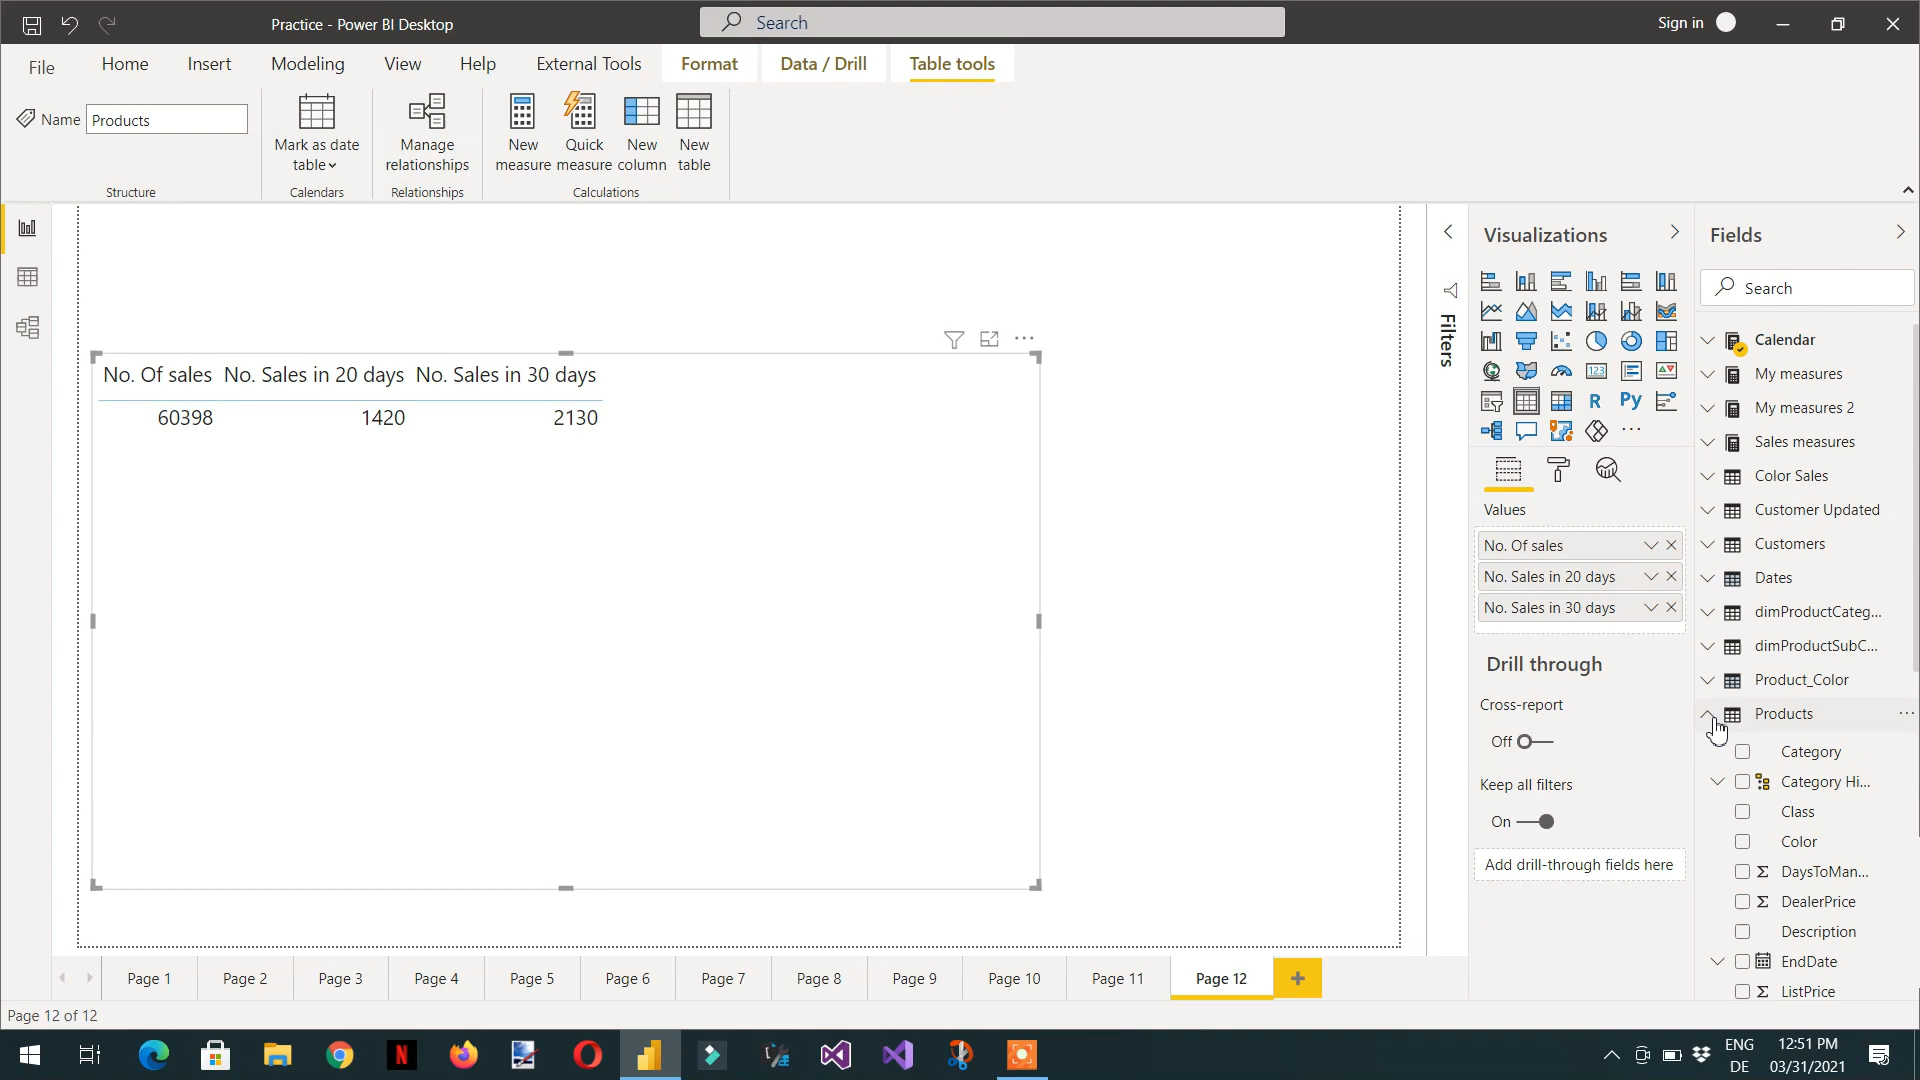 Practice - Power BI Desktop
Search
Sign in
File
Home
Insert
Modeling
View
Help
External Tools
Format
Data / Drill
Table tools
Name
Products
Mark as date
table
Manage
relationships
New
measure
Quick
measure
New
column
New
table
Structure
Calendars
Relationships
Calculations
No. Of sales No. Sales in 20 days No. Sales in 30 days
60398 1420 2130
Filters
Visualizations
123
R
Py
Values
No. Of sales
No. Sales in 20 days
No. Sales in 30 days
Drill through
Cross-report
Off
Keep all filters
On
Add drill-through fields here
Fields
Search
Calendar
My measures
My measures 2
Sales measures
Color Sales
Customer Updated
Customers
Dates
dimProductCateg...
dimProductSubC...
Product_Color
Products
Category
Category Hi...
Class
Color
Σ DaysToMan...
Σ DealerPrice
Description
EndDate
Σ ListPrice
Page 1
Page 2
Page 3
Page 4
Page 5
Page 6
Page 7
Page 8
Page 9
Page 10
Page 11
Page 12
+
Page 12 of 12
N
ENG
DE
12:51 PM
03/31/2021